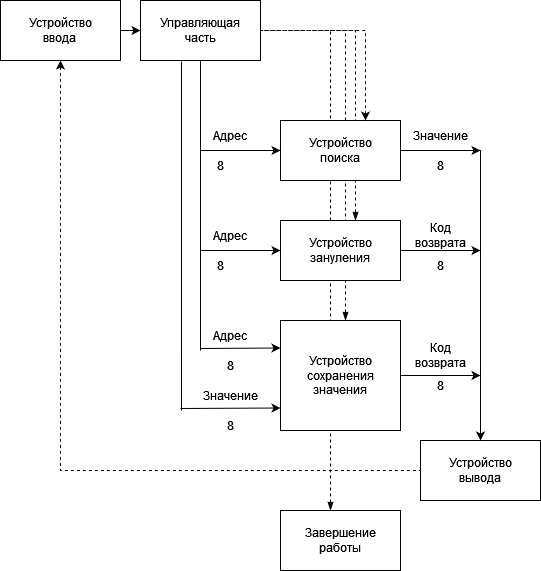 Устройство
ввода
Управляющая
часть
Адрес
8
Устройство
поиска
Значение
8
Адрес
8
Устройство
зануления
Код
возврата
8
Адрес
8
Значение
8
Устройство
сохранения
значения
Код
возврата
8
Устройство
вывода
Завершение
работы